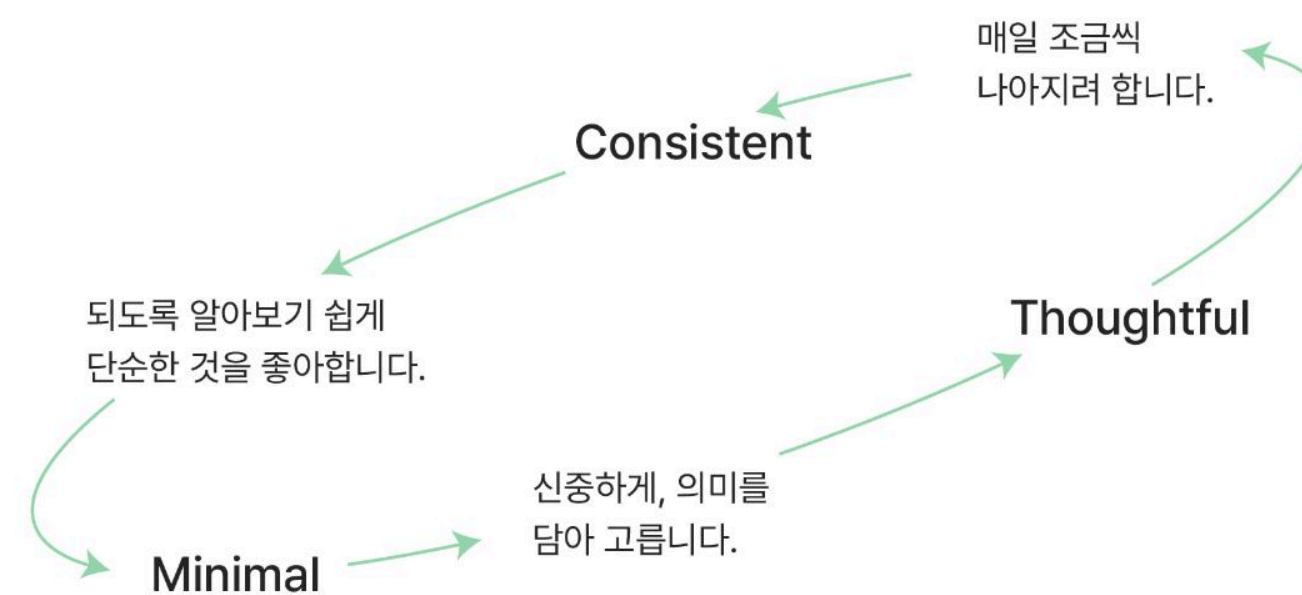 매일 조금씩
나아지려 합니다.
Consistent
되도록 알아보기 쉽게
단순한 것을 좋아합니다.
Thoughtful
신중하게, 의미를
담아 고릅니다.
Minimal